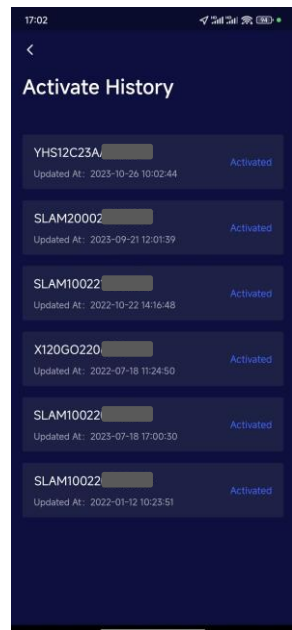 17:02
Activate History
YHS12C23A
Updated At: 2023-10-26 10:02:44
Activated
SLAM20002
Updated At: 2023-09-21 12:01:39
Activated
SLAM10022
Updated At: 2022-10-22 14:16:48
Activated
X120GO220
Updated At: 2022-07-18 11:24:50
Activated
SLAM10022
Updated At: 2023-07-18 17:00:30
Activated
SLAM10022
Updated At: 2022-01-12 10:23:51
Activated